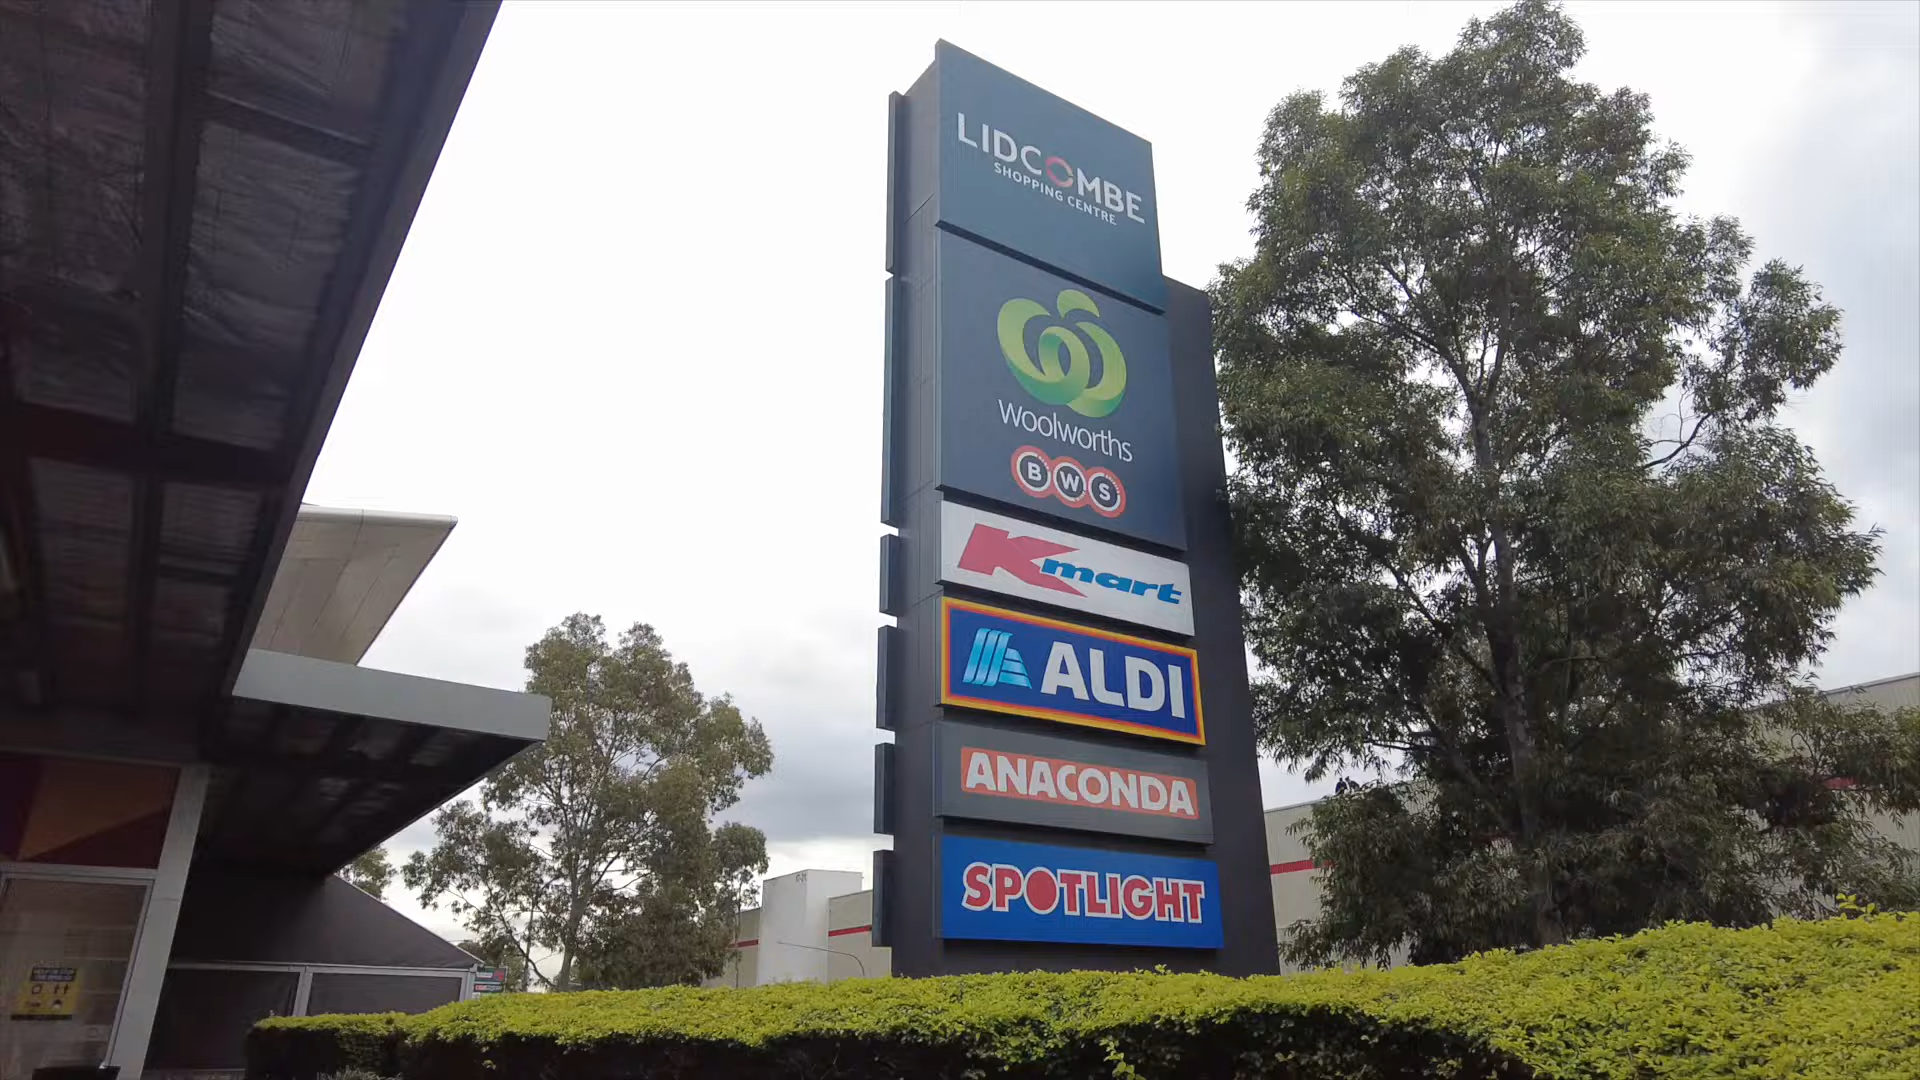 LIDCOMBE
SHOPPING CENTRE
Woolworths
BWS
Kmart
ALDI
ANACONDA
SPOTLIGHT